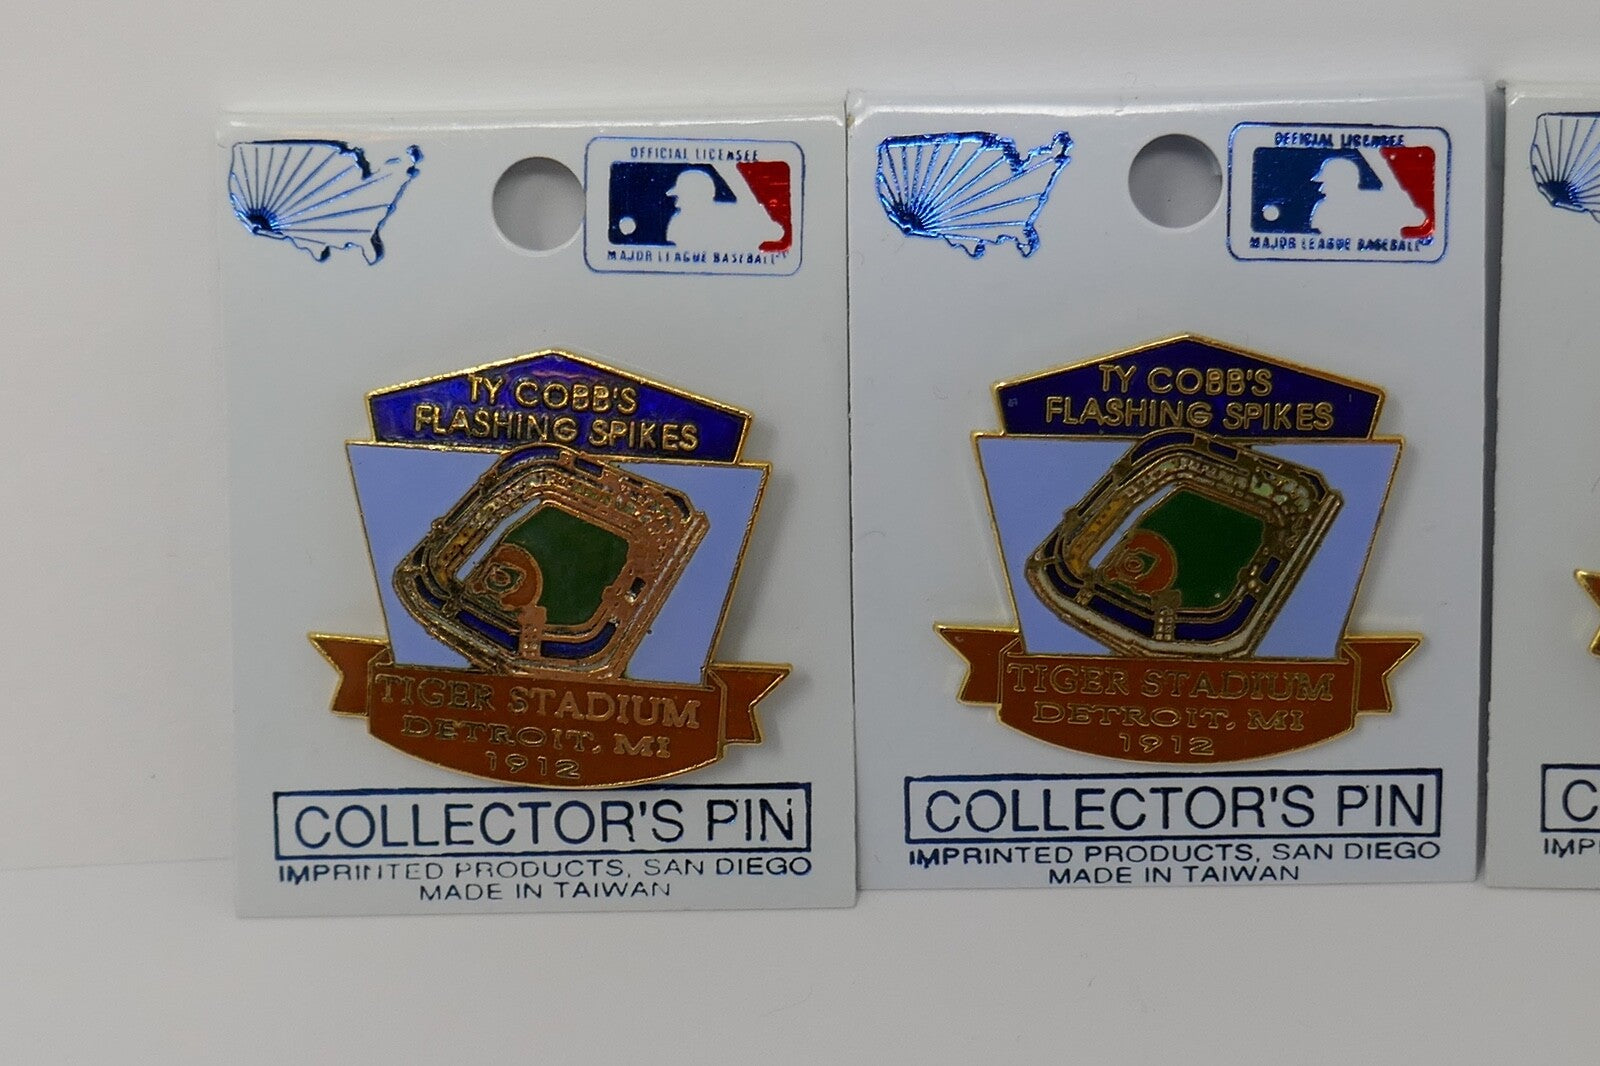 OFFICIAL LICENSEE
MAJOR LEAGUE BASEBALL
TY COBB'S
FLASHING SPIKES
TIGER STADIUM
DETROIT, MI
1912
COLLECTOR'S PIN
IMPRINTED PRODUCTS, SAN DIEGO
MADE IN TAIWAN
OFFICIAL LICENSEE
MAJOR LEAGUE BASEBALL
TY COBB'S
FLASHING SPIKES
TIGER STADIUM
DETROIT, MI
1912
COLLECTOR'S PIN
IMPRINTED PRODUCTS, SAN DIEGO
MADE IN TAIWAN
C
IMP